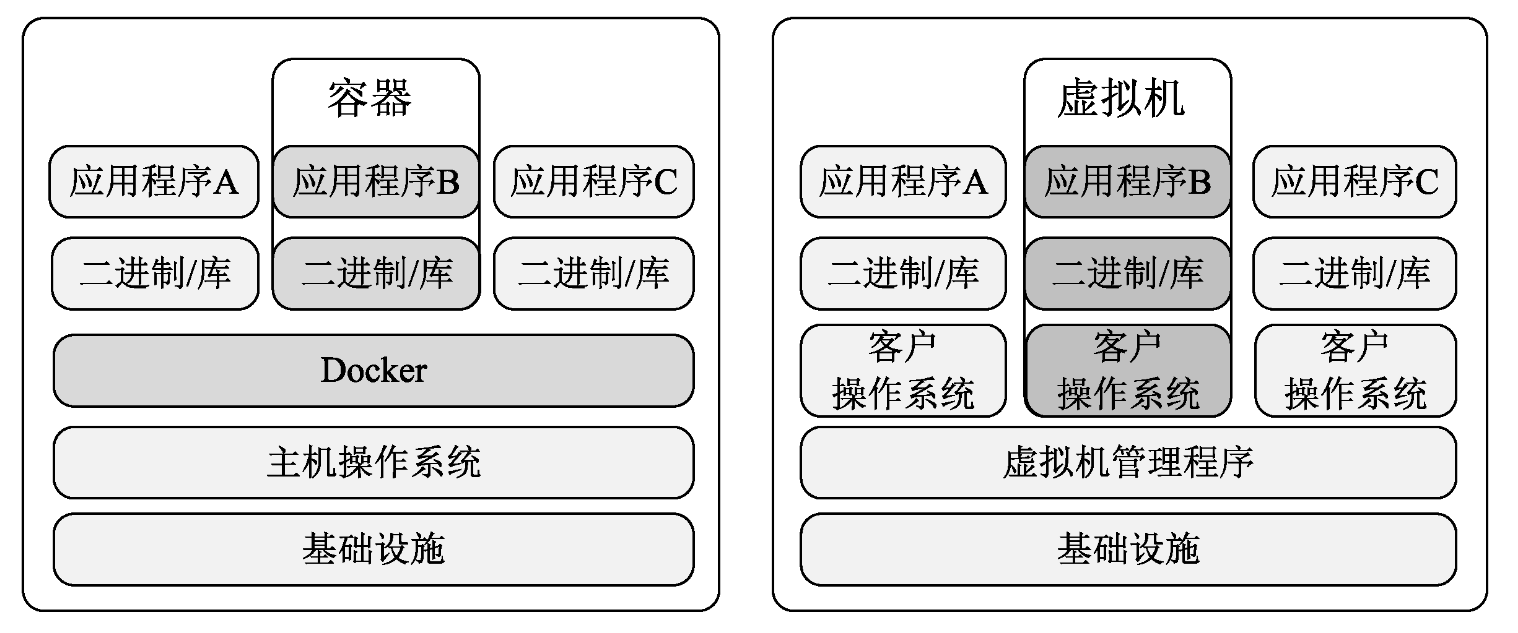 容器
应用程序A
应用程序B
应用程序C
二进制/库
二进制/库
二进制/库
Docker
主机操作系统
基础设施
虚拟机
应用程序A
应用程序B
应用程序C
二进制/库
二进制/库
二进制/库
客户
操作系统
客户
操作系统
客户
操作系统
虚拟机管理程序
基础设施